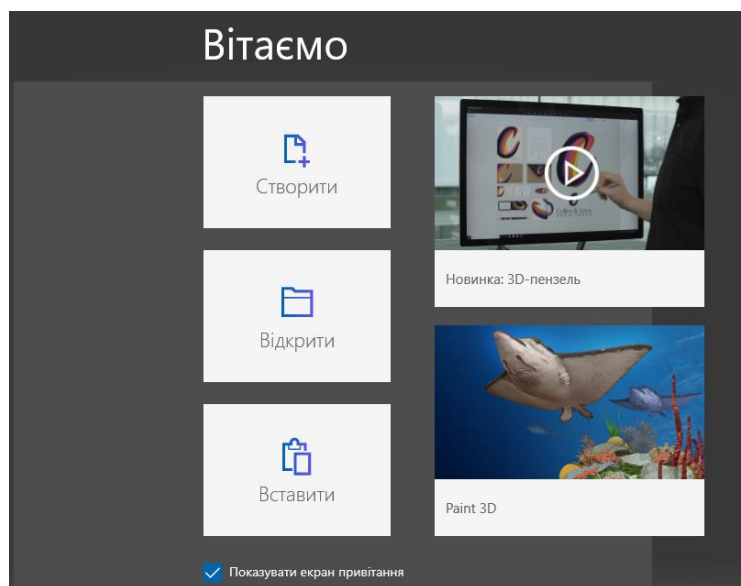 Вітаємо
Створити
Відкрити
Вставити
Новинка: 3D-пензель
Paint 3D
Показувати екран привітання